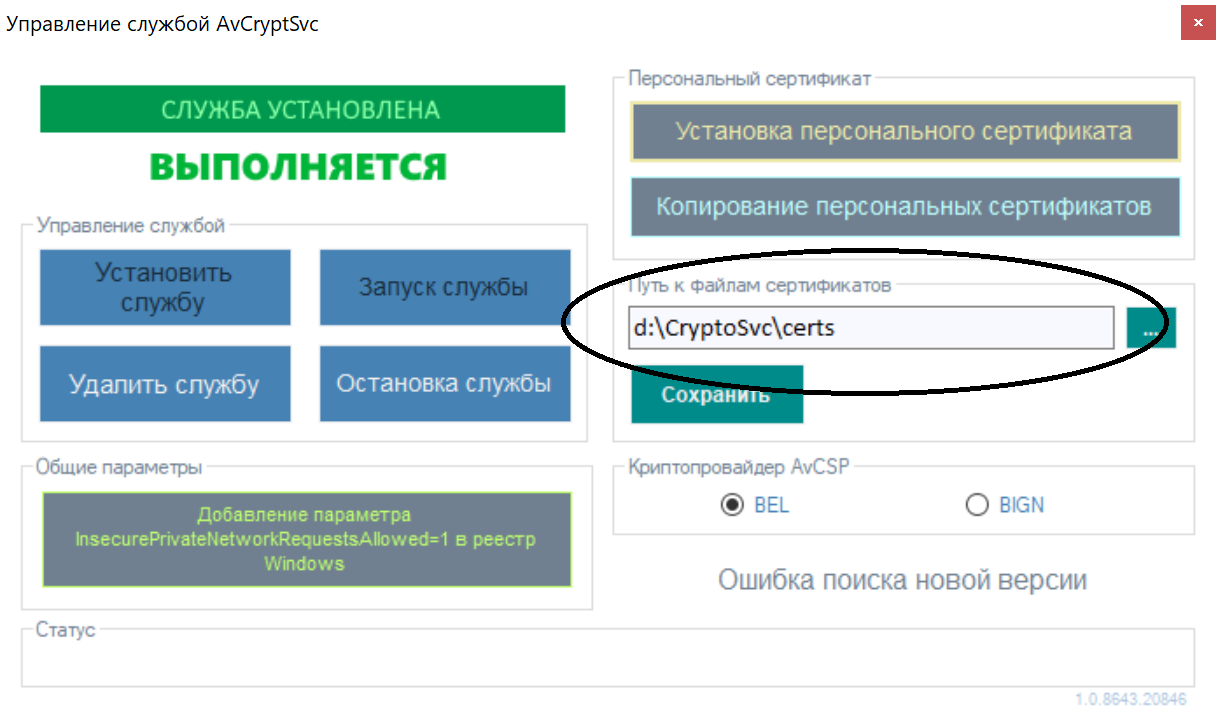 Управление службой AvCryptSvc
×
СЛУЖБА УСТАНОВЛЕНА
ВЫПОЛНЯЕТСЯ
Управление службой
Установить
службу
Запуск службы
Удалить службу
Остановка службы
Общие параметры
Добавление параметра
InsecurePrivateNetworkRequestsAllowed=1 в реестр
Windows
Персональный сертификат
Установка персонального сертификата
Копирование персональных сертификатов
Путь к файлам сертификатов
d:\CryptoSvc\certs
...
Сохранить
Криптопровайдер AvCSP
BEL
BIGN
Ошибка поиска новой версии
Статус
1.0.8643.20846